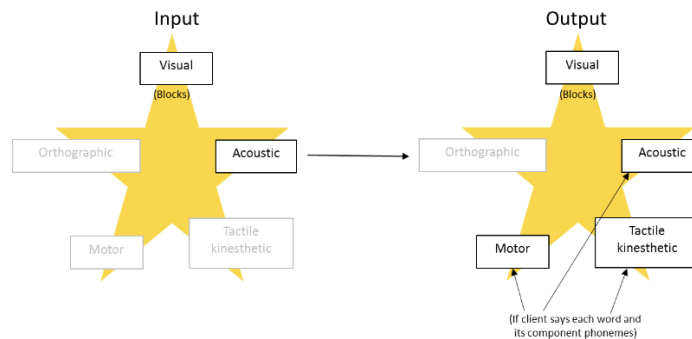 Input
Visual
(Blocks)
Orthographic
Acoustic
Motor
Tactile
kinesthetic
Output
Visual
(Blocks)
Orthographic
Acoustic
Motor
Tactile
kinesthetic
(If client says each word and
its component phonemes)